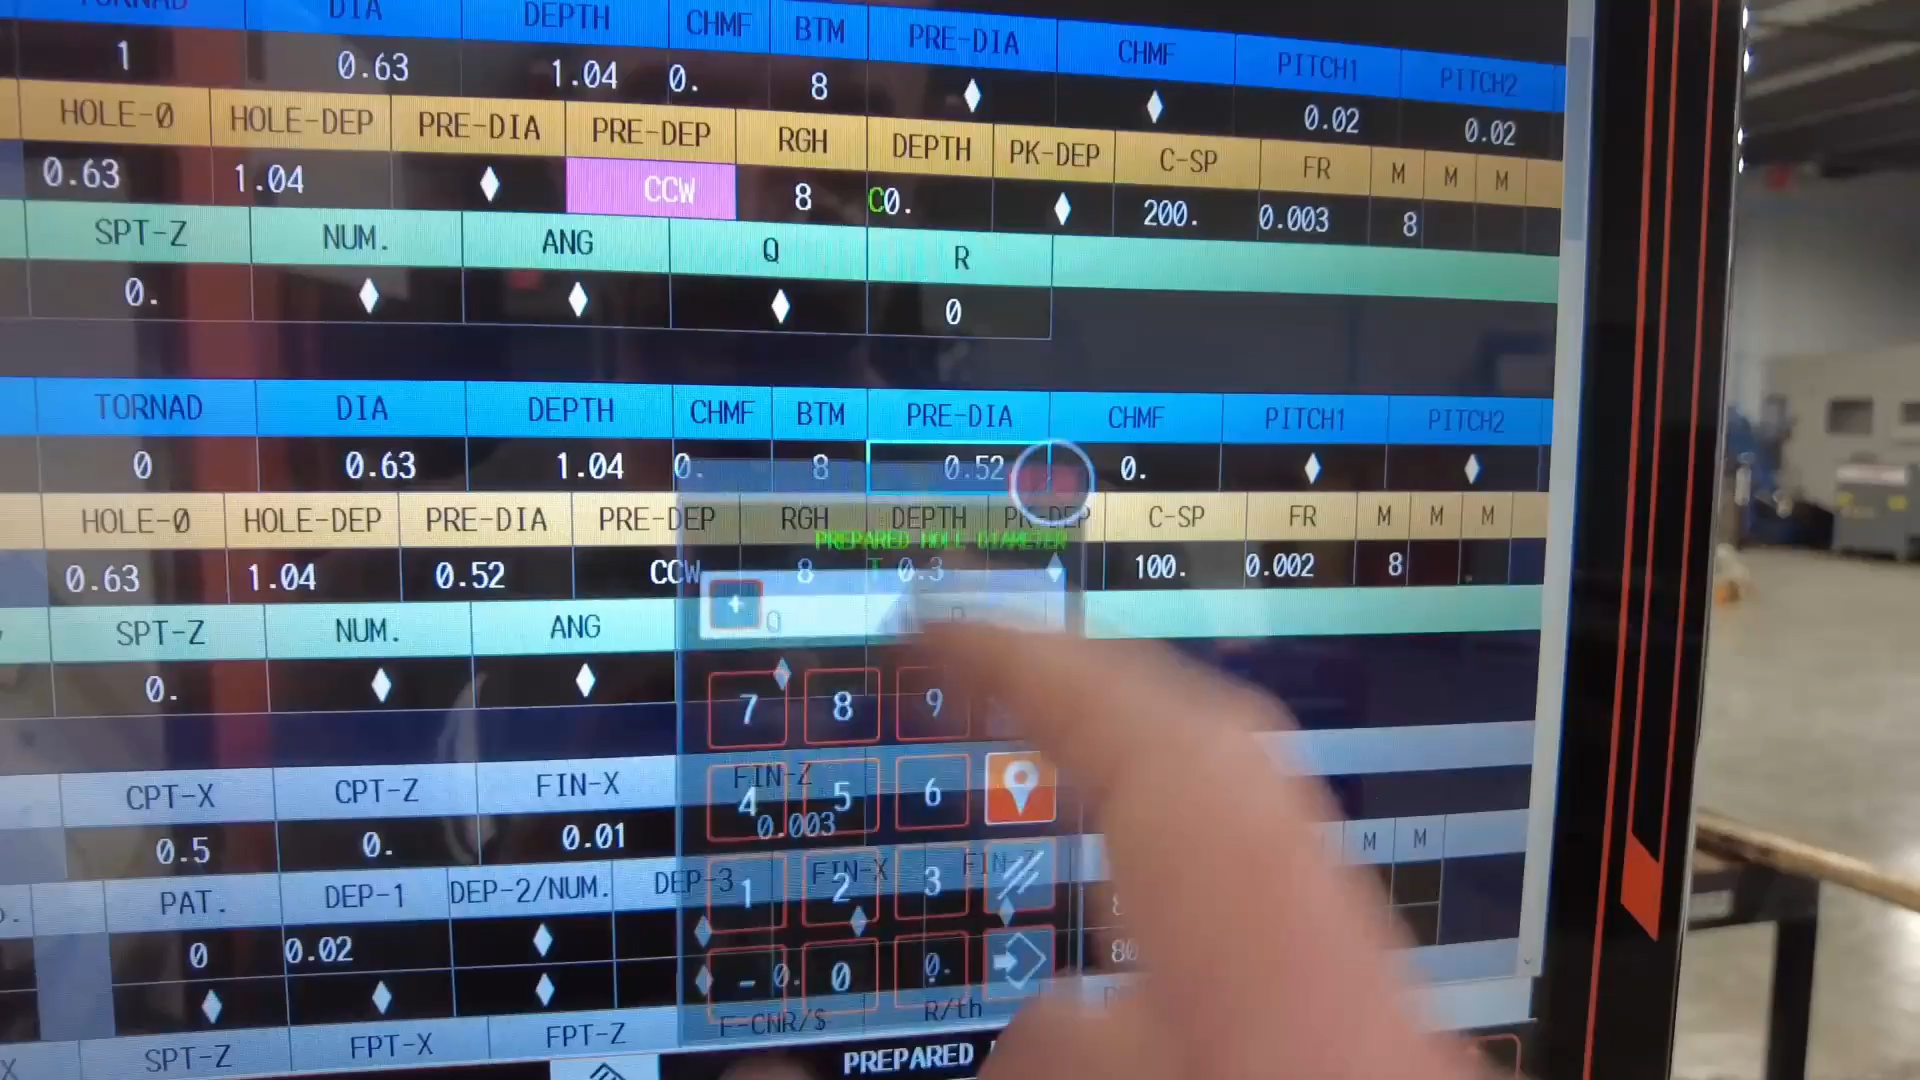 TORNAD DIA DEPTH CHMF BTM PRE-DIA CHMF PITCH1 PITCH2
1 0.63 1.04 0. 8 ♦ ♦ 0.02 0.02
HOLE-Ø HOLE-DEP PRE-DIA PRE-DEP RGH DEPTH PK-DEP C-SP FR M M M
0.63 1.04 ♦ CCW 8 C0. ♦ 200. 0.003 8
SPT-Z NUM. ANG Q R
0. ♦ ♦ ♦ 0
TORNAD DIA DEPTH CHMF BTM PRE-DIA CHMF PITCH1 PITCH2
0 0.63 1.04 0. 8 0.52 0. ♦ ♦
HOLE-Ø HOLE-DEP PRE-DIA PRE-DEP RGH DEPTH PK-DEP C-SP FR M M M
PREPARED HOLE DIAMETER
0.63 1.04 0.52 CCW 8 T 0.3 ♦ 100. 0.002 8
+
SPT-Z NUM. ANG Q R
0. ♦ ♦ ♦
7 8 9
CPT-X CPT-Z FIN-X FIN-Z
4 5 6
0.5 0. 0.01 0.003 M M
PAT. DEP-1 DEP-2/NUM. DEP-3 FIN-X FIN-Z
1 2 3
0 0.02 ♦ ♦ ♦ ♦ 80
♦ ♦ ♦ ♦ 0.
- 0 .
SPT-Z FPT-X FPT-Z F-CNR/$ R/th
PREPARED